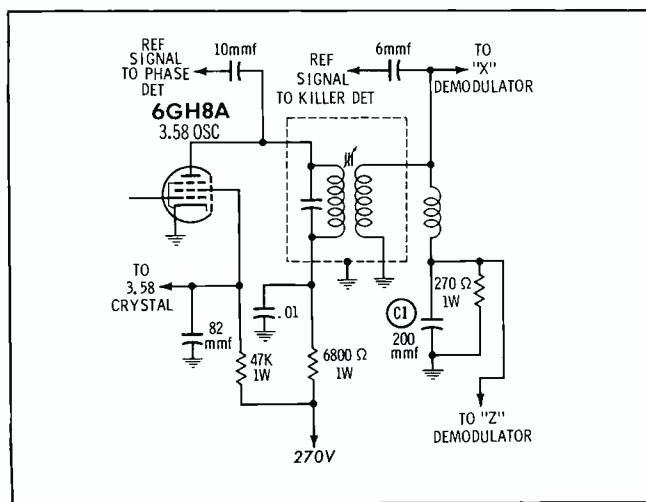 REF
SIGNAL
TO PHASE
DET
10mmf
6GH8A
3.58 OSC
REF
SIGNAL
TO KILLER DET
6mmf
TO
"X"
DEMODULATOR
TO
3.58
CRYSTAL
82
mmf
47K
1W
.01
6800 Ω
1W
270V
C1
200
mmf
270 Ω
1W
TO "Z"
DEMODULATOR